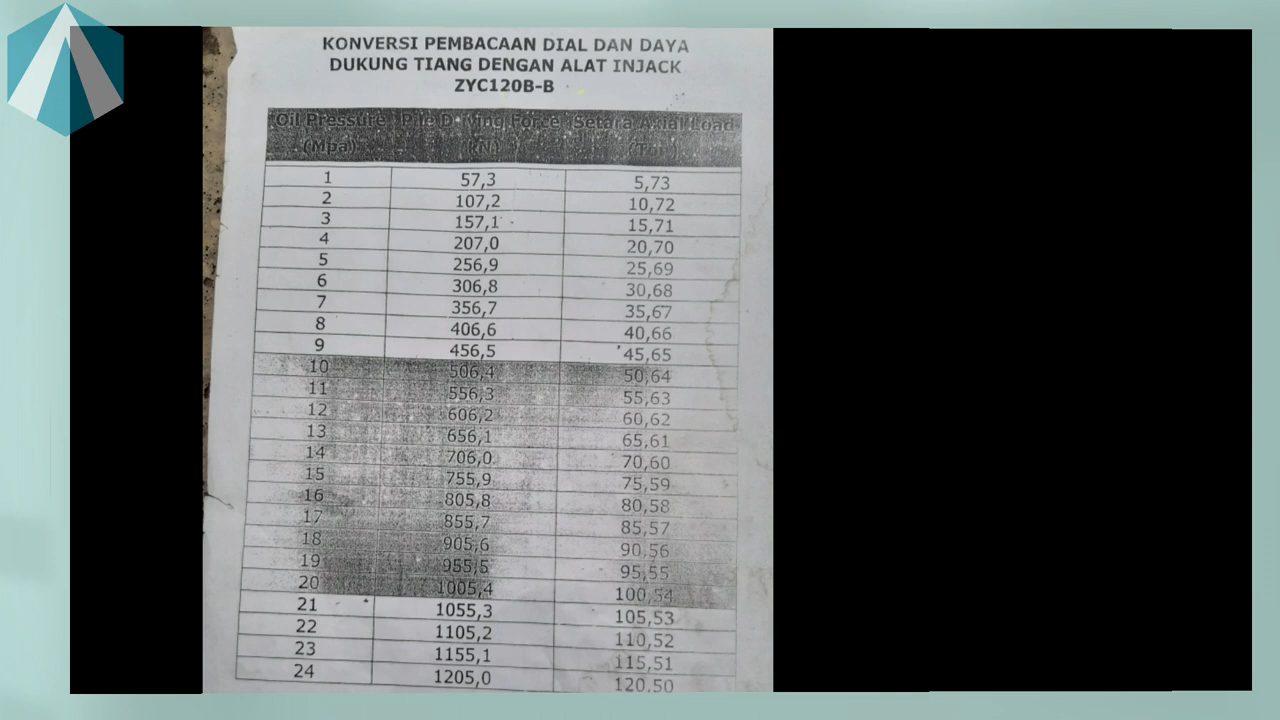 KONVERSI PEMBACAAN DIAL DAN DAYA
DUKUNG TIANG DENGAN ALAT INJACK
ZYC120B-B
Oil Pressure Pile Driving Force Setara Axial Load
(Mpa) (kN) (Ton)
1 57,3 5,73
2 107,2 10,72
3 157,1 15,71
4 207,0 20,70
5 256,9 25,69
6 306,8 30,68
7 356,7 35,67
8 406,6 40,66
9 456,5 45,65
10 506,4 50,64
11 556,3 55,63
12 606,2 60,62
13 656,1 65,61
14 706,0 70,60
15 755,9 75,59
16 805,8 80,58
17 855,7 85,57
18 905,6 90,56
19 955,5 95,55
20 1005,4 100,54
21 1055,3 105,53
22 1105,2 110,52
23 1155,1 115,51
24 1205,0 120,50